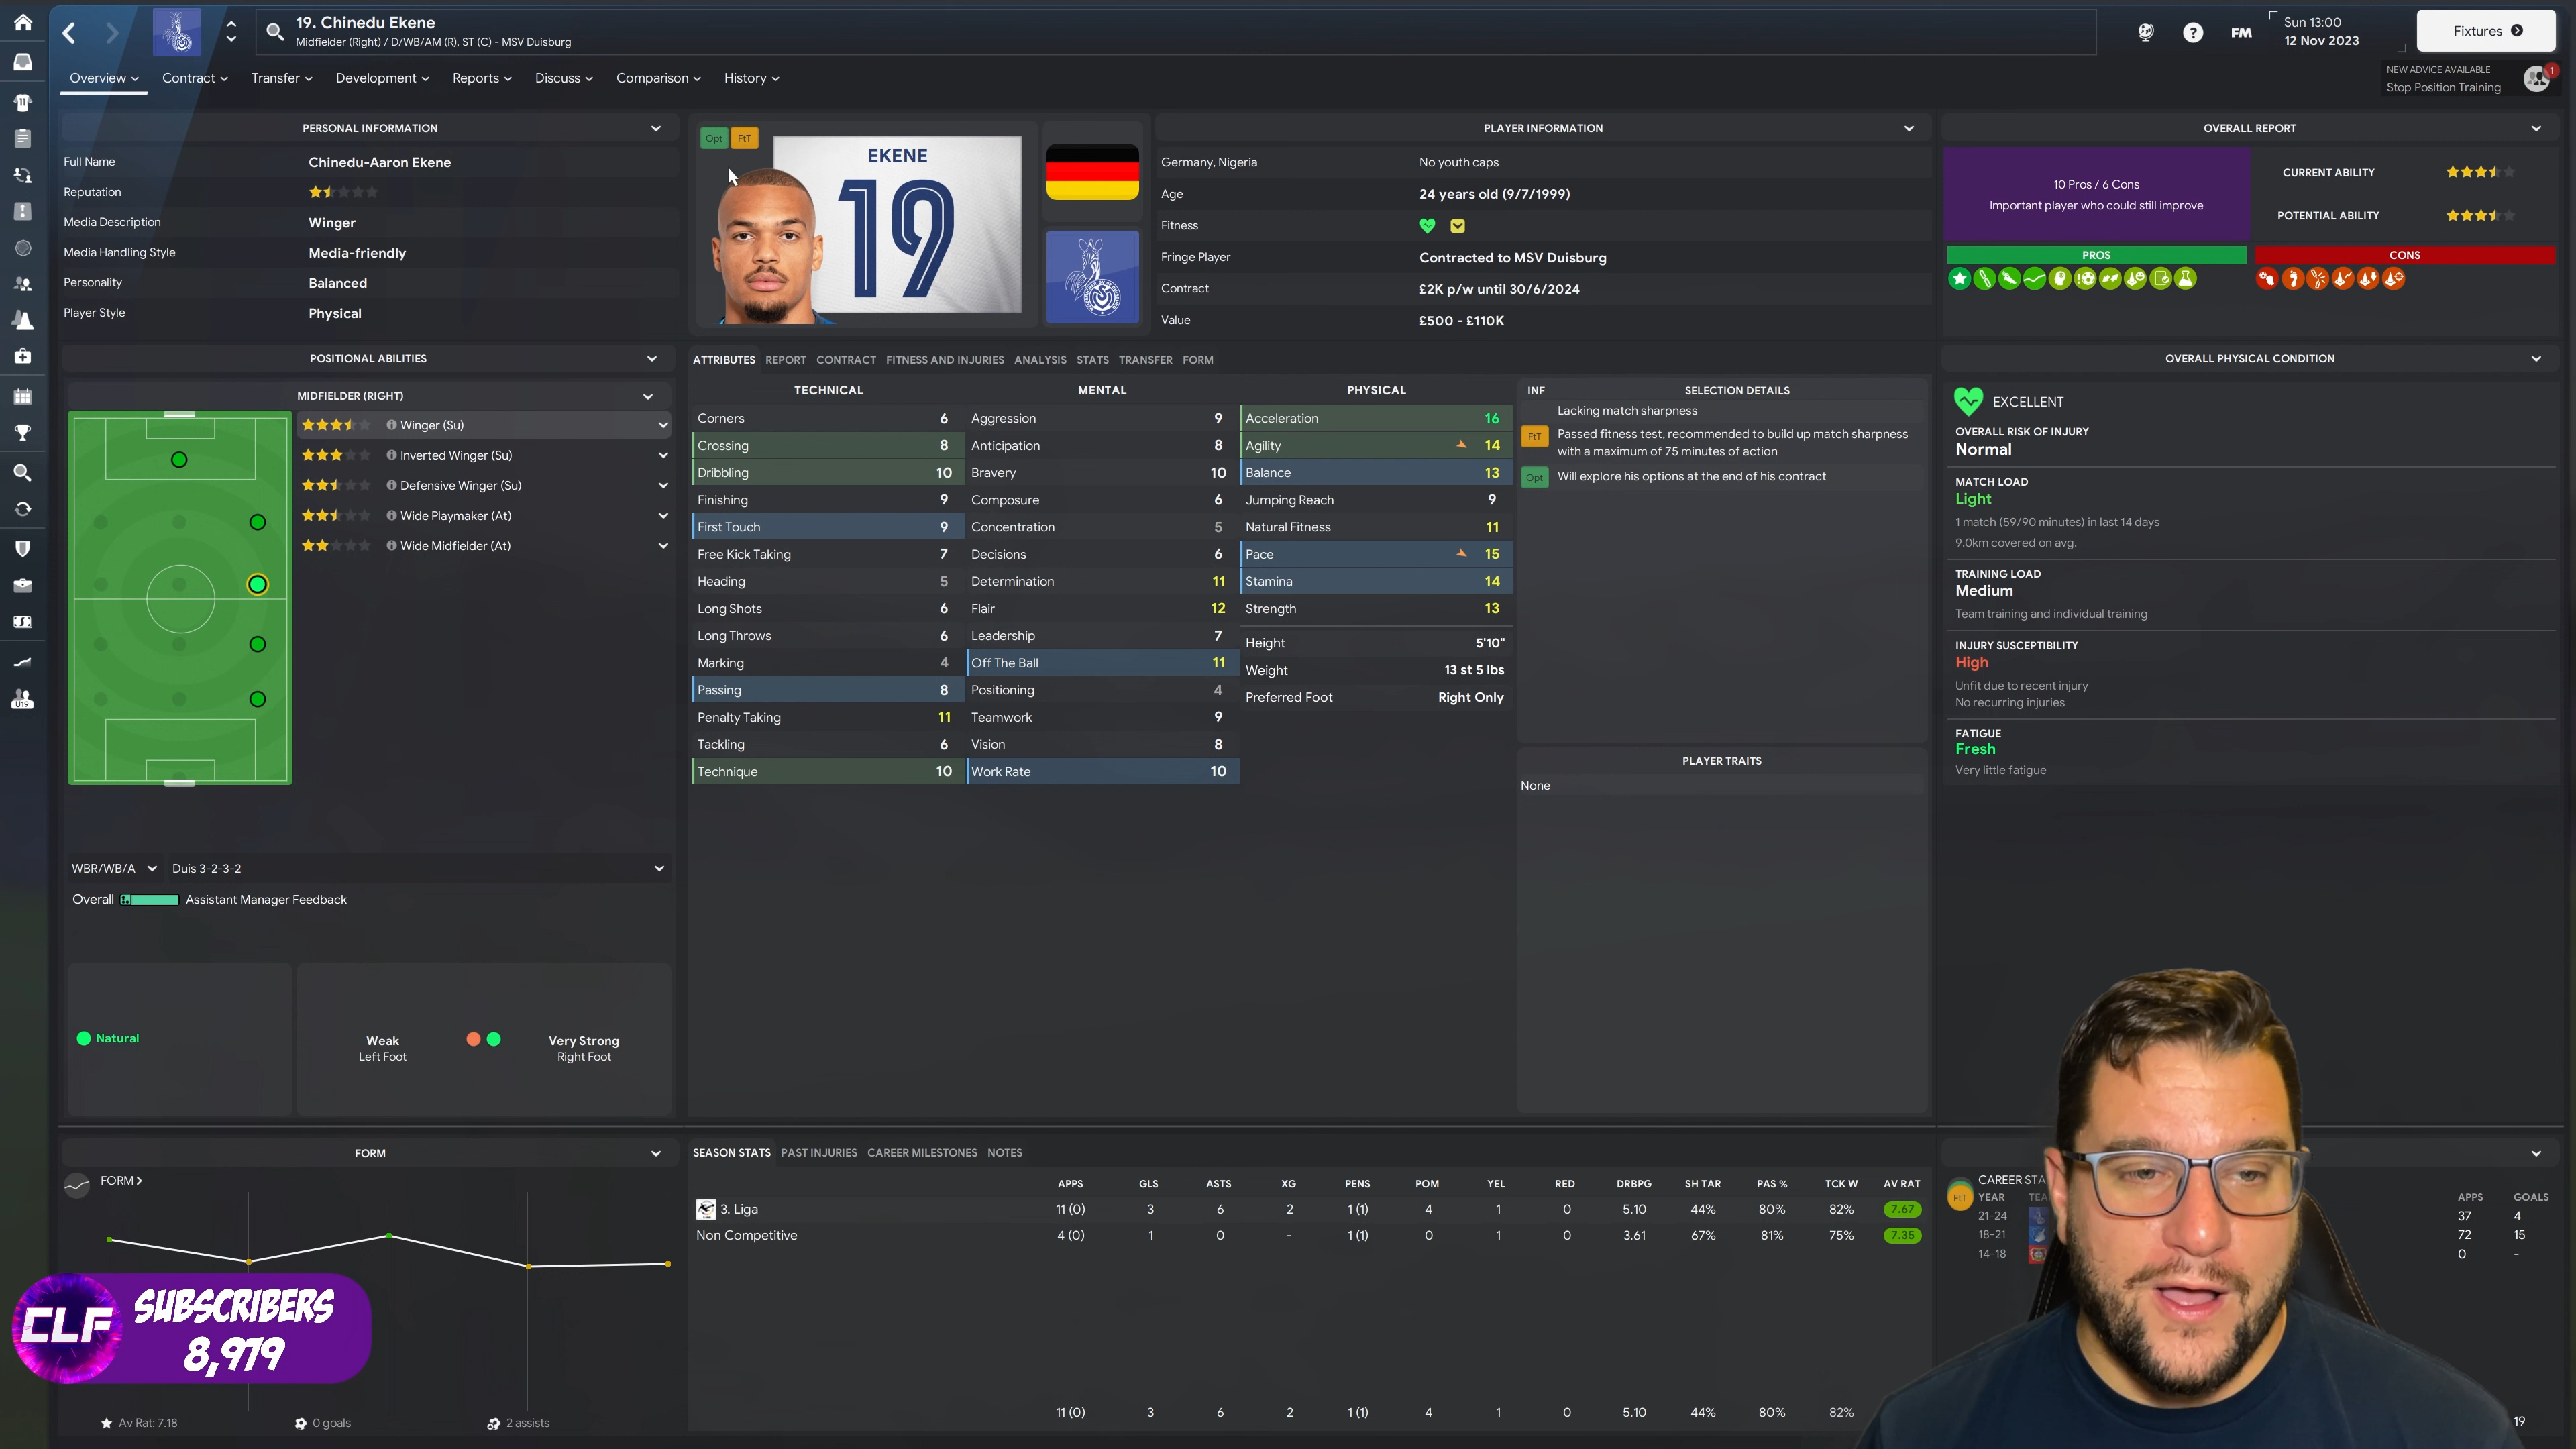 19. Chinedu Ekene
Midfielder (Right) / D/WB/AM (R), ST (C) - MSV Duisburg
FM
Sun 13:00
12 Nov 2023
Fixtures
Overview
Contract
Transfer
Development
Reports
Discuss
Comparison
History
NEW ADVICE AVAILABLE
Stop Position Training
1
PERSONAL INFORMATION
Full Name Chinedu-Aaron Ekene
Reputation
Media Description Winger
Media Handling Style Media-friendly
Personality Balanced
Player Style Physical
Opt FtT
EKENE
19
PLAYER INFORMATION
Germany, Nigeria No youth caps
Age 24 years old (9/7/1999)
Fitness
Fringe Player Contracted to MSV Duisburg
Contract £2K p/w until 30/6/2024
Value £500 - £110K
OVERALL REPORT
10 Pros / 6 Cons
Important player who could still improve
CURRENT ABILITY
POTENTIAL ABILITY
PROS
CONS
POSITIONAL ABILITIES
MIDFIELDER (RIGHT)
Winger (Su)
Inverted Winger (Su)
Defensive Winger (Su)
Wide Playmaker (At)
Wide Midfielder (At)
WBR/WB/A Duis 3-2-3-2
Overall Assistant Manager Feedback
Natural
Weak
Left Foot
Very Strong
Right Foot
ATTRIBUTES REPORT CONTRACT FITNESS AND INJURIES ANALYSIS STATS TRANSFER FORM
TECHNICAL
Corners 6
Crossing 8
Dribbling 10
Finishing 9
First Touch 9
Free Kick Taking 7
Heading 5
Long Shots 6
Long Throws 6
Marking 4
Passing 8
Penalty Taking 11
Tackling 6
Technique 10
MENTAL
Aggression 9
Anticipation 8
Bravery 10
Composure 6
Concentration 5
Decisions 6
Determination 11
Flair 12
Leadership 7
Off The Ball 11
Positioning 4
Teamwork 9
Vision 8
Work Rate 10
PHYSICAL
Acceleration 16
Agility 14
Balance 13
Jumping Reach 9
Natural Fitness 11
Pace 15
Stamina 14
Strength 13
Height 5'10"
Weight 13 st 5 lbs
Preferred Foot Right Only
INF SELECTION DETAILS
Lacking match sharpness
FtT Passed fitness test, recommended to build up match sharpness
with a maximum of 75 minutes of action
Opt Will explore his options at the end of his contract
PLAYER TRAITS
None
OVERALL PHYSICAL CONDITION
EXCELLENT
OVERALL RISK OF INJURY
Normal
MATCH LOAD
Light
1 match (59/90 minutes) in last 14 days
9.0km covered on avg.
TRAINING LOAD
Medium
Team training and individual training
INJURY SUSCEPTIBILITY
High
Unfit due to recent injury
No recurring injuries
FATIGUE
Fresh
Very little fatigue
U19
FORM
FORM
Av Rat: 7.18
0 goals
2 assists
CLF
SUBSCRIBERS
8,979
SEASON STATS PAST INJURIES CAREER MILESTONES NOTES
APPS GLS ASTS XG PENS POM YEL RED DRBPG SH TAR PAS % TCK W AV RAT
3. Liga 11 (0) 3 6 2 1 (1) 4 1 0 5.10 44% 80% 82% 7.67
Non Competitive 4 (0) 1 0 - 1 (1) 0 1 0 3.61 67% 81% 75% 7.35
11 (0) 3 6 2 1 (1) 4 1 0 5.10 44% 80% 82%
CAREER STA
FtT
YEAR TEA APPS GOALS
21-24 37 4
18-21 72 15
14-18 0 -
19